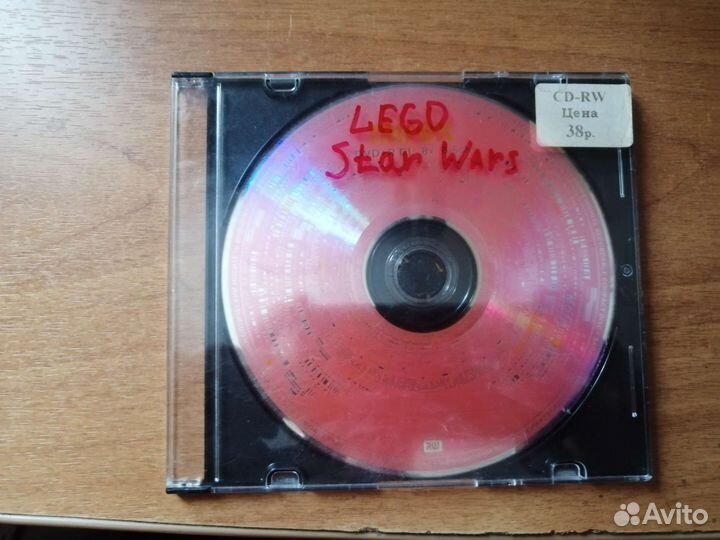 LEGO
Star Wars
CD-RW
Цена
38р.
Avito